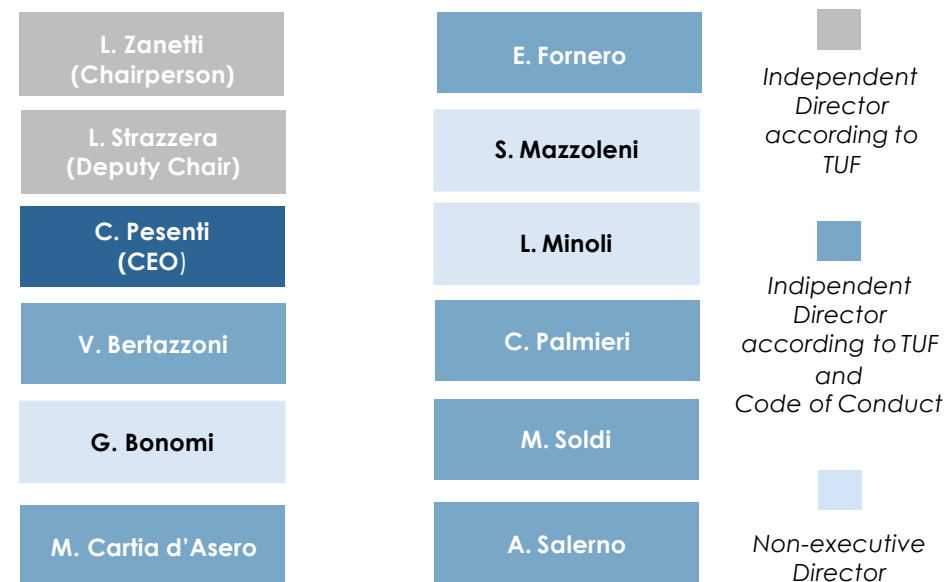 L. Zanetti
(Chairperson)
L. Strazzera
(Deputy Chair)
C. Pesenti
(CEO)
V. Bertazzoni
G. Bonomi
M. Cartia d’Asero
E. Fornero
S. Mazzoleni
L. Minoli
C. Palmieri
M. Soldi
A. Salerno
Independent
Director
according to
TUF
Indipendent
Director
according to TUF
and
Code of Conduct
Non-executive
Director